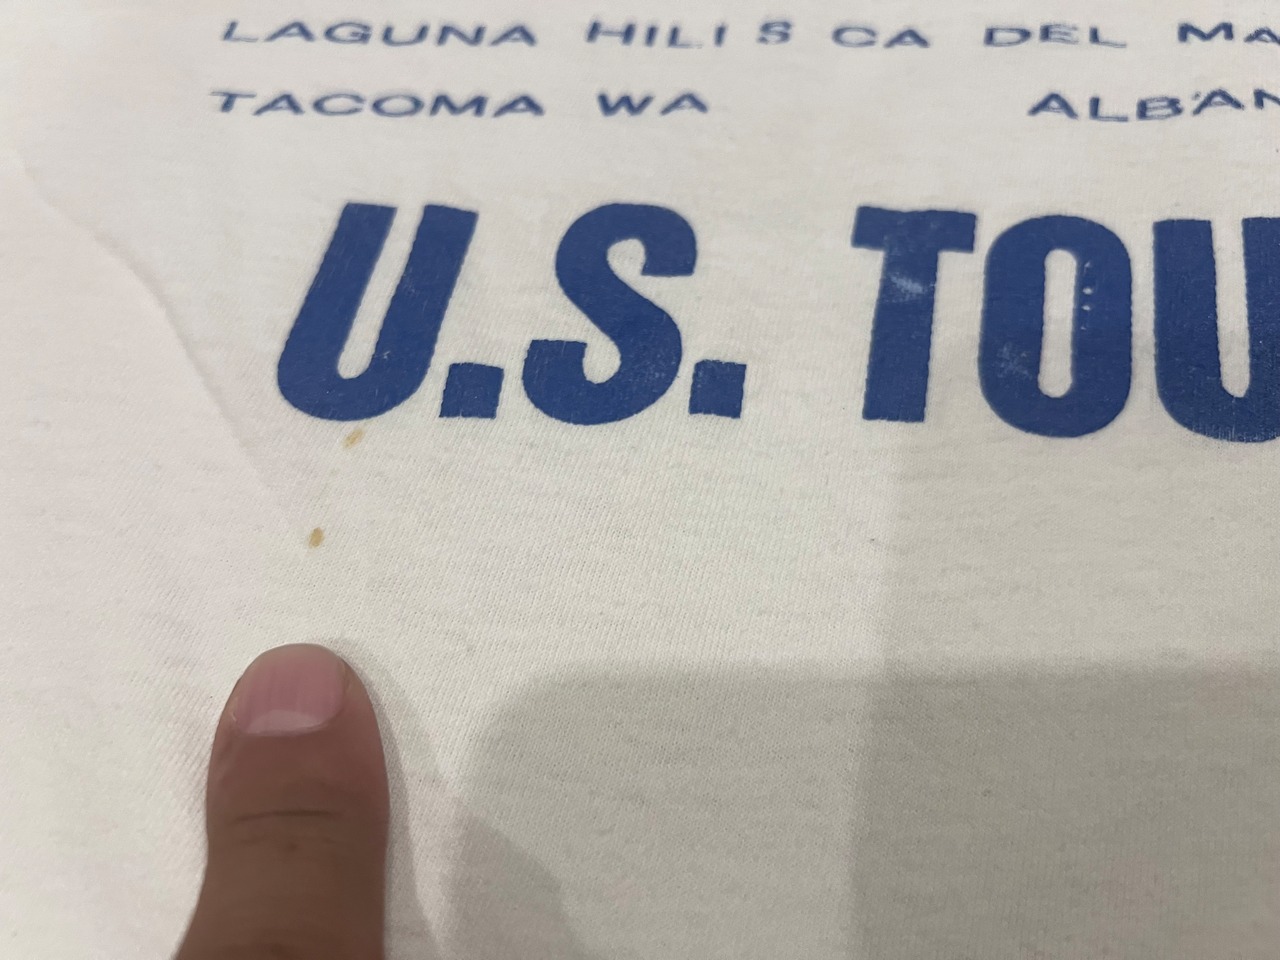 LAGUNA HILLS CA DEL MA
TACOMA WA ALBAN
U.S. TOU